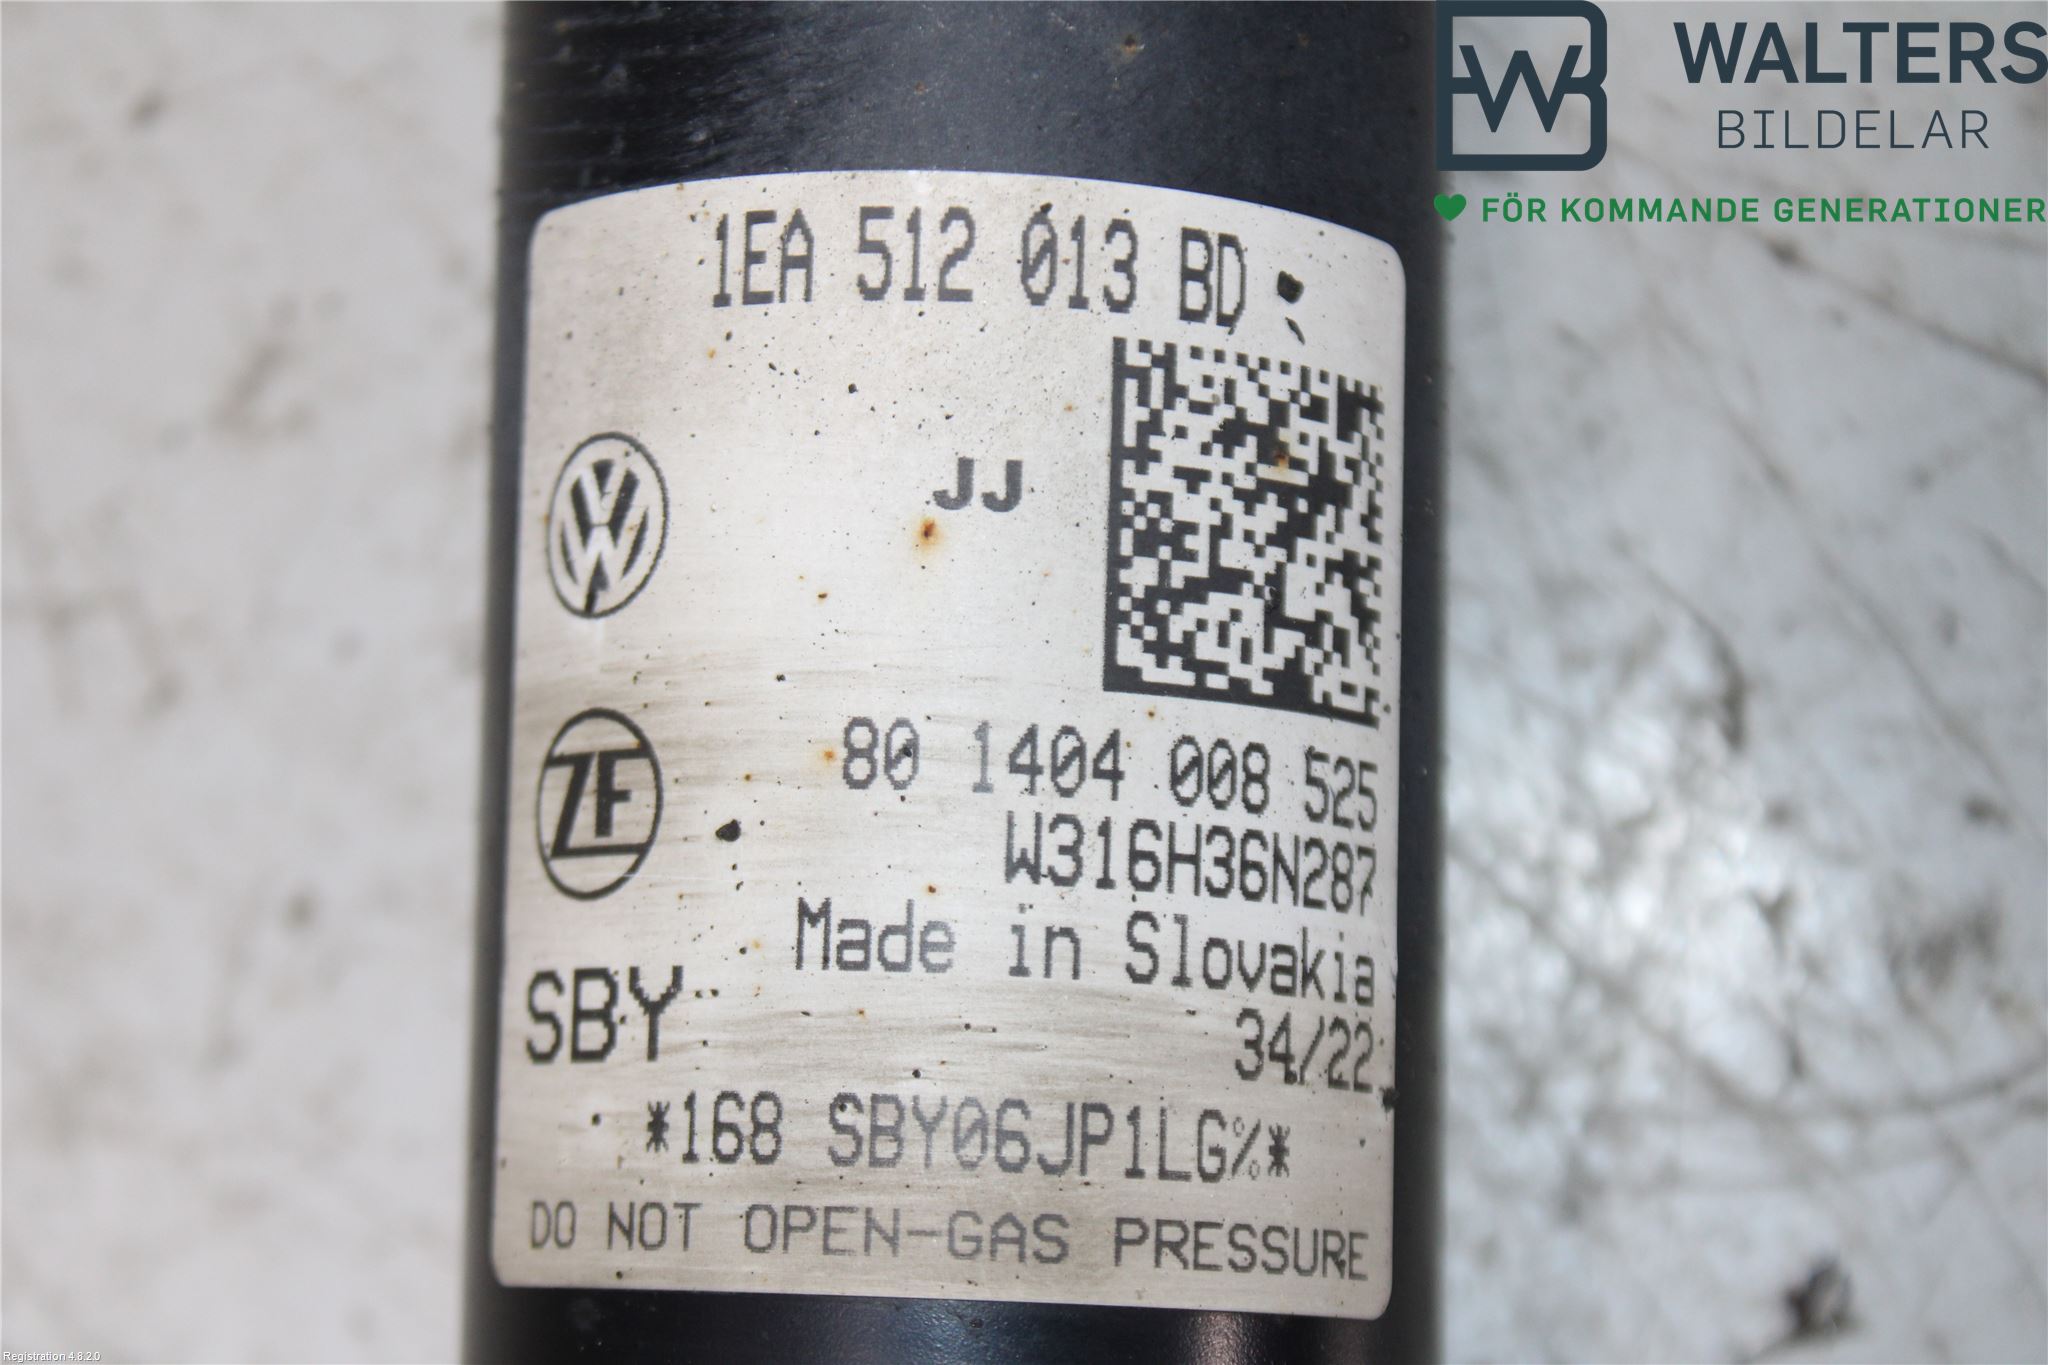 WALTERS
BILDELAR
FÖR KOMMANDE GENERATIONER
1EA 512 013 BD
JJ
80 1404 008 525
W316H36N287
ZF
Made in Slovakia
SBY
34/22
*168 SBY06JP1LG%*
DO NOT OPEN-GAS PRESSURE
Registration 4.8.2.0